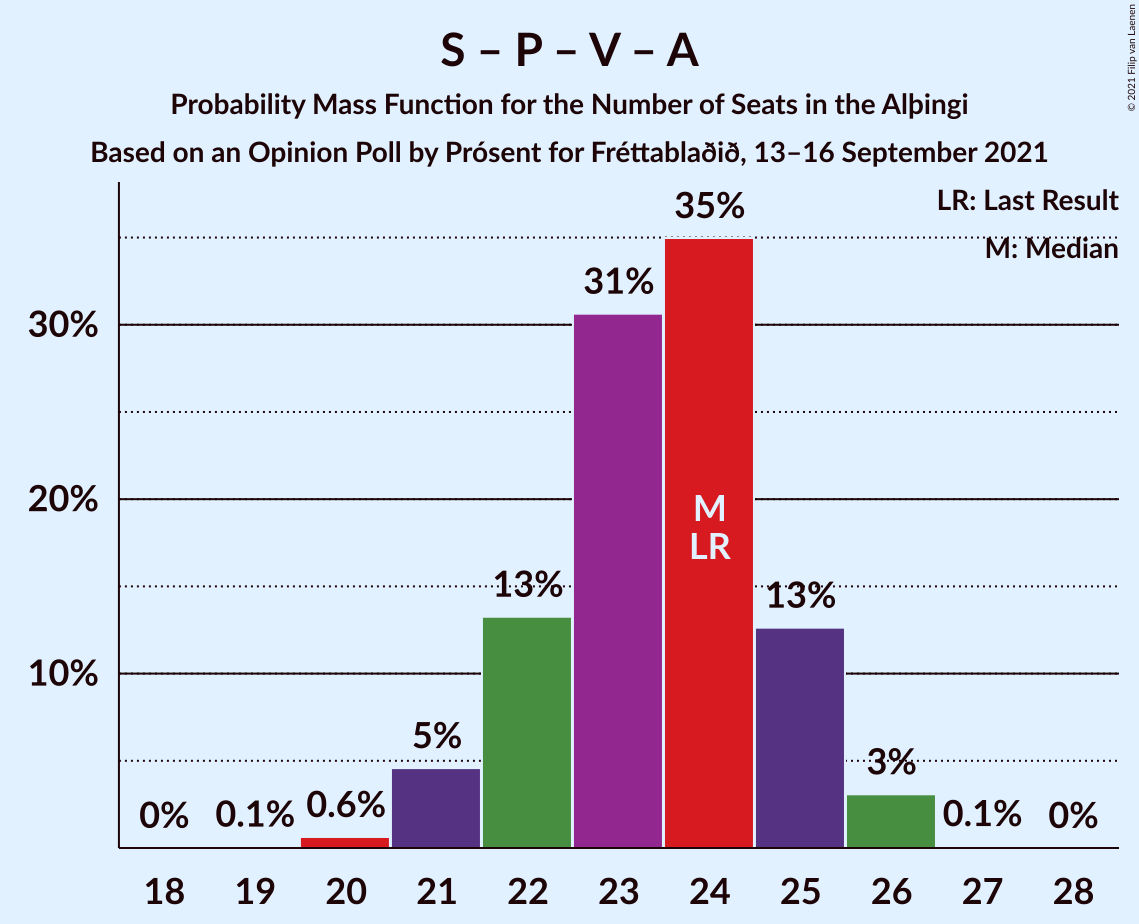 S – P – V – A
Probability Mass Function for the Number of Seats in the Alþingi
Based on an Opinion Poll by Prósent for Fréttablaðið, 13–16 September 2021
© 2021 Filip van Laenen
LR: Last Result
M: Median
30%
20%
10%
0%
0.1%
0.6%
5%
13%
31%
35%
13%
3%
0.1%
0%
M
LR
18 19 20 21 22 23 24 25 26 27 28